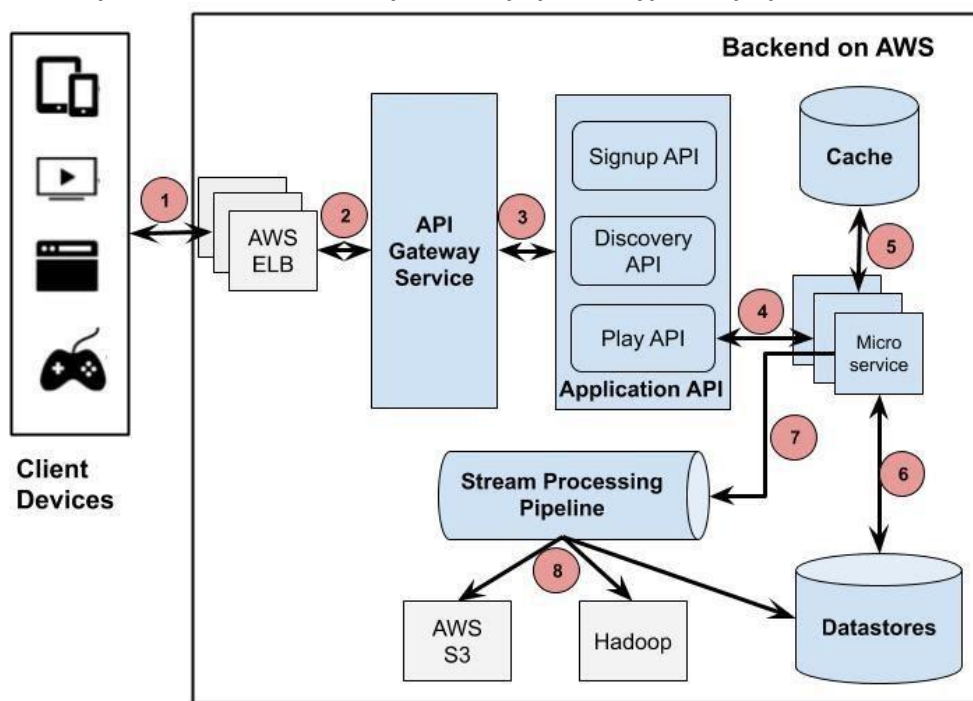 Backend on AWS
Cache
Signup API
1
2
3
API
Gateway
Service
AWS
ELB
Discovery
API
5
4
Play API
Micro
service
Application API
7
Client
Devices
6
Stream Processing
Pipeline
8
AWS
S3
Hadoop
Datastores